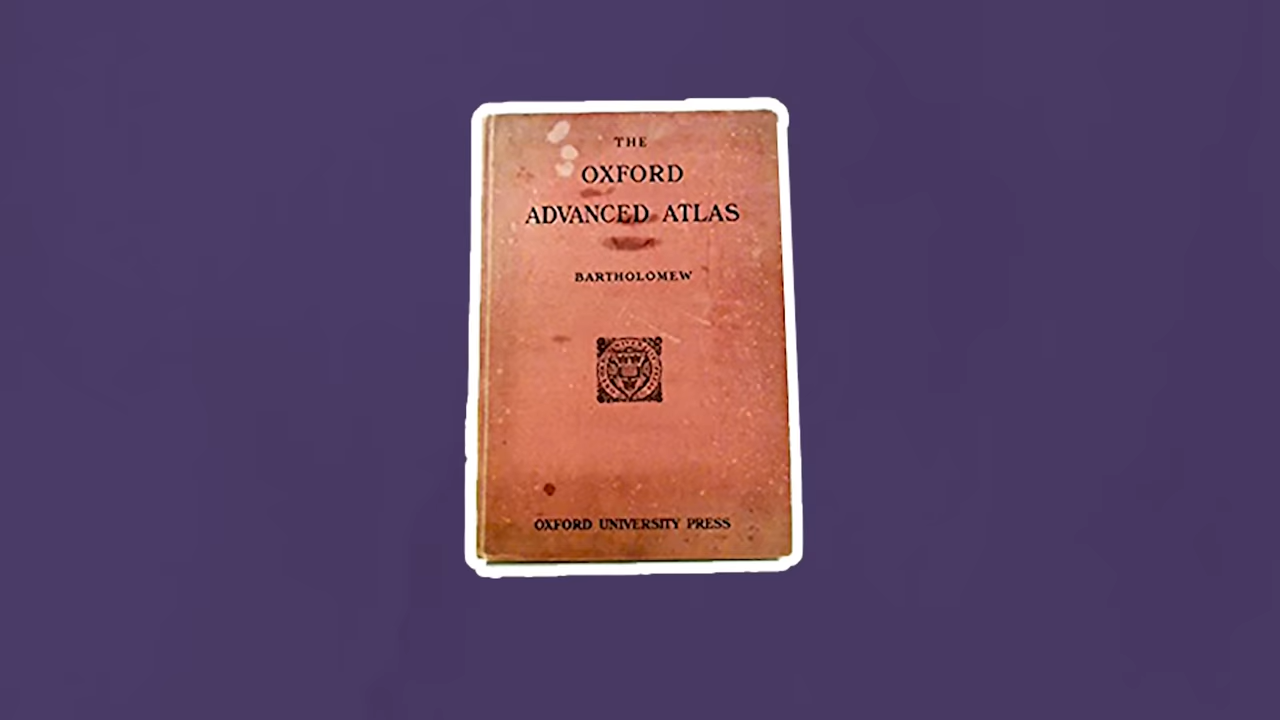 THE
OXFORD
ADVANCED ATLAS
BARTHOLOMEW
OXFORD UNIVERSITY PRESS